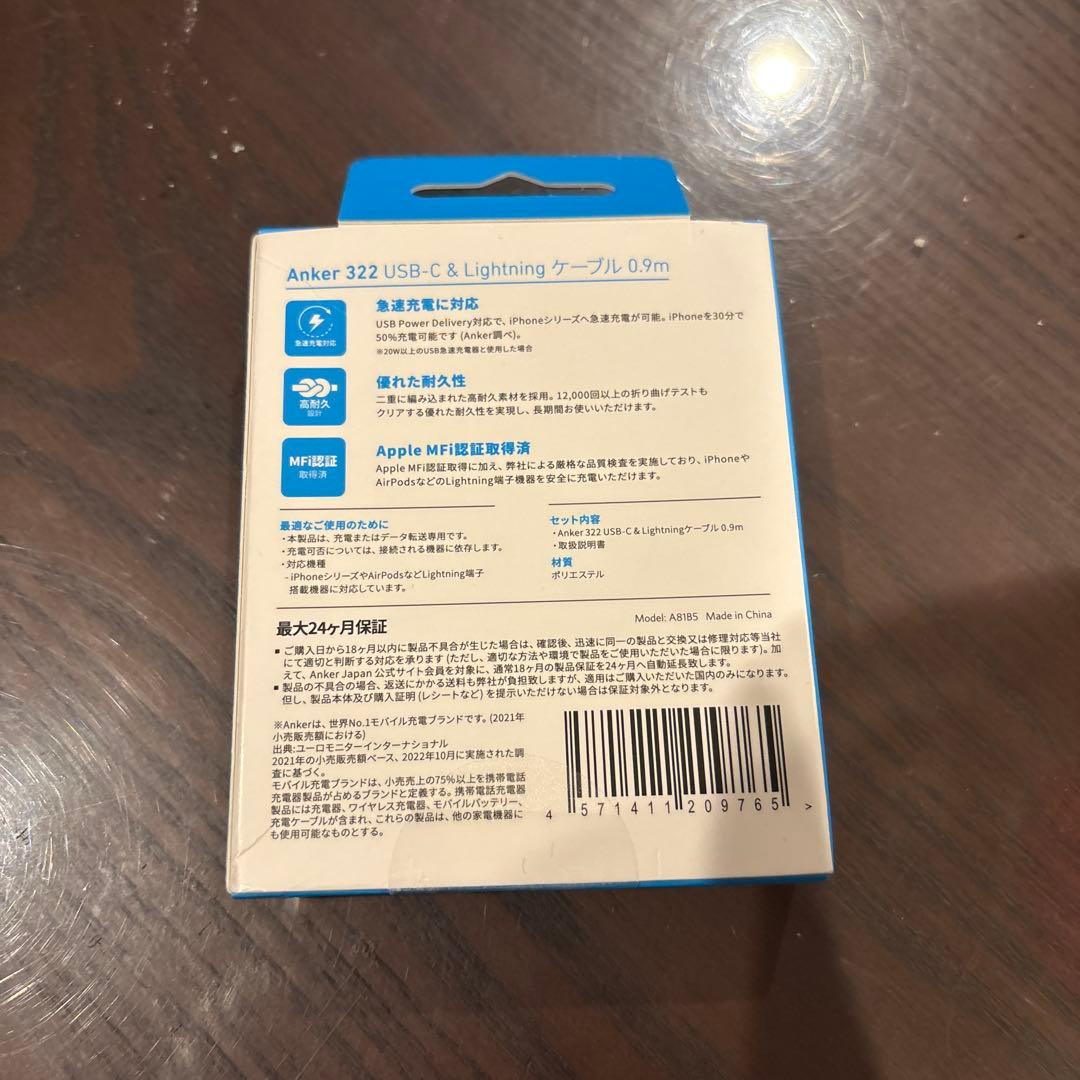 Anker 322 USB-C & Lightning ケーブル 0.9m
急速充電対応
急速充電に対応
USB Power Delivery対応で、iPhoneシリーズへ急速充電が可能。iPhoneを30分で
50%充電可能です (Anker調べ)。
※20W以上のUSB急速充電器と使用した場合
高耐久
設計
優れた耐久性
二重に編み込まれた高耐久素材を採用。12,000回以上の折り曲げテストも
クリアする優れた耐久性を実現し、長期間お使いいただけます。
MFi認証
取得済
Apple MFi認証取得済
Apple MFi認証取得に加え、弊社による厳格な品質検査を実施しており、iPhoneや
AirPodsなどのLightning端子機器を安全に充電いただけます。
最適なご使用のために
・本製品は、充電またはデータ転送専用です。
・充電可否については、接続される機器に依存します。
・対応機種
- iPhoneシリーズやAirPodsなどLightning端子
搭載機器に対応しています。
セット内容
・Anker 322 USB-C & Lightningケーブル 0.9m
・取扱説明書
材質
ポリエステル
Model: A81B5 Made in China
最大24ヶ月保証
■ ご購入日から18ヶ月以内に製品不具合が生じた場合は、確認後、迅速に同一の製品と交換又は修理対応等当社
にて適切と判断する対応を承ります (ただし、適切な方法や環境で製品をご使用いただいた場合に限ります)。加
えて、Anker Japan 公式サイト会員を対象に、通常18ヶ月の製品保証を24ヶ月へ自動延長致します。
■ 製品の不具合の場合、返送にかかる送料も弊社が負担致しますが、適用はご購入いただいた国内のみになります。
但し、製品本体及び購入証明 (レシートなど) を提示いただけない場合は保証対象外となります。
※Ankerは、世界No.1モバイル充電ブランドです。(2021年
小売販売額における)
出典:ユーロモニターインターナショナル
2021年の小売販売額ベース、2022年10月に実施された調
査に基づく。
モバイル充電ブランドは、小売売上の75%以上を携帯電話
充電器製品が占めるブランドと定義する。携帯電話充電器
製品には充電器、ワイヤレス充電器、モバイルバッテリー、
充電ケーブルが含まれ、これらの製品は、他の家電機器に
も使用可能なものとする。
4 571411 209765 >